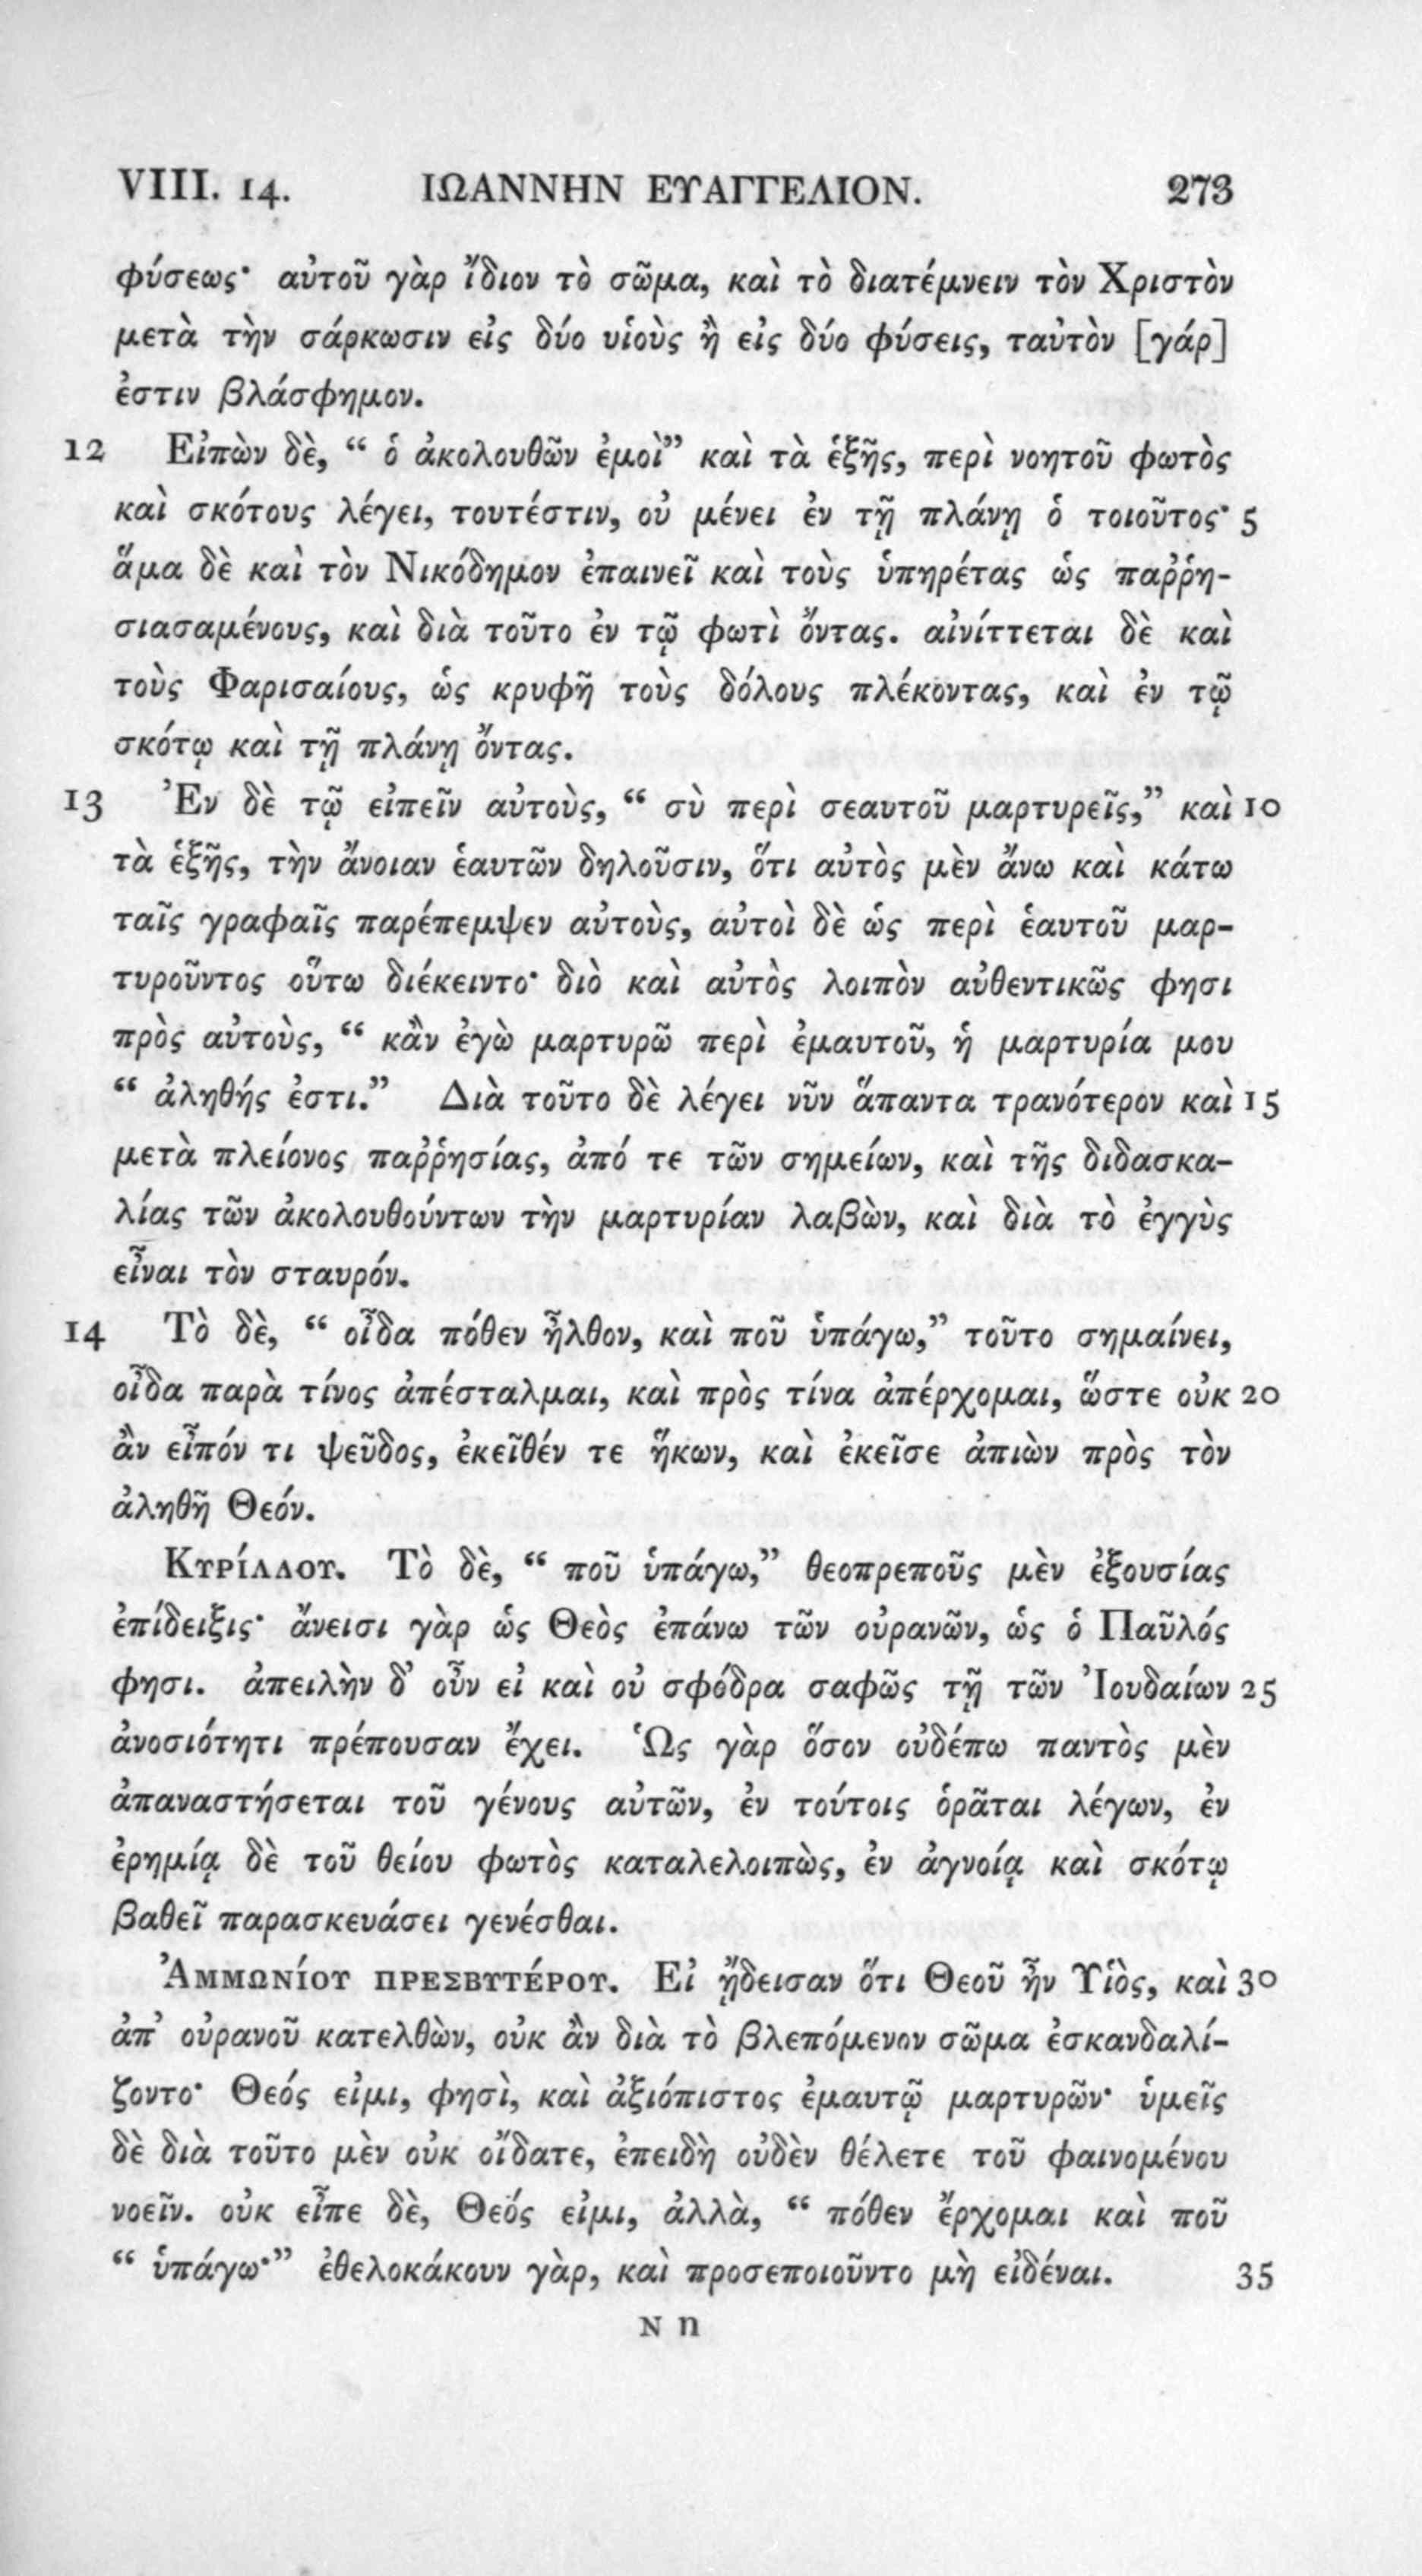 VIII. 14. ΙΩΑΝΝΗΝ ΕΥΑΓΓΕΛΙΟΝ. 273
φύσεως· αὐτοῦ γὰρ ἴδιον τὸ σῶμα, καὶ τὸ διατέμνειν τὸν Χριστὸν
μετὰ τὴν σάρκωσιν εἰς δύο υἱοὺς ἢ εἰς δύο φύσεις, ταὐτὸν [γάρ]
ἐστιν βλάσφημον.
12 Εἰπὼν δὲ, “ ὁ ἀκολουθῶν ἐμοὶ” καὶ τὰ ἑξῆς, περὶ νοητοῦ φωτὸς
καὶ σκότους λέγει, τουτέστιν, οὐ μένει ἐν τῇ πλάνῃ ὁ τοιοῦτος· 5
ἅμα δὲ καὶ τὸν Νικόδημον ἐπαινεῖ καὶ τοὺς ὑπηρέτας ὡς παῤῥη-
σιασαμένους, καὶ διὰ τοῦτο ἐν τῷ φωτὶ ὄντας. αἰνίττεται δὲ καὶ
τοὺς Φαρισαίους, ὡς κρυφῆ τοὺς δόλους πλέκοντας, καὶ ἐν τῷ
σκότῳ καὶ τῇ πλάνῃ ὄντας.
13 Ἐν δὲ τῷ εἰπεῖν αὐτοὺς, “ σὺ περὶ σεαυτοῦ μαρτυρεῖς,” καὶ 10
τὰ ἑξῆς, τὴν ἄνοιαν ἑαυτῶν δηλοῦσιν, ὅτι αὐτὸς μὲν ἄνω καὶ κάτω
ταῖς γραφαῖς παρέπεμψεν αὐτοὺς, αὐτοὶ δὲ ὡς περὶ ἑαυτοῦ μαρ-
τυροῦντος οὕτω διέκειντο· διὸ καὶ αὐτὸς λοιπὸν αὐθεντικῶς φησι
πρὸς αὐτοὺς, “ κἂν ἐγὼ μαρτυρῶ περὶ ἐμαυτοῦ, ἡ μαρτυρία μου
“ ἀληθής ἐστι.” Διὰ τοῦτο δὲ λέγει νῦν ἅπαντα τρανότερον καὶ 15
μετὰ πλείονος παῤῥησίας, ἀπό τε τῶν σημείων, καὶ τῆς διδασκα-
λίας τῶν ἀκολουθούντων τὴν μαρτυρίαν λαβὼν, καὶ διὰ τὸ ἐγγὺς
εἶναι τὸν σταυρόν.
14 Τὸ δὲ, “ οἶδα πόθεν ἦλθον, καὶ ποῦ ὑπάγω,” τοῦτο σημαίνει,
οἶδα παρὰ τίνος ἀπέσταλμαι, καὶ πρὸς τίνα ἀπέρχομαι, ὥστε οὐκ 20
ἂν εἶπόν τι ψεῦδος, ἐκεῖθέν τε ἥκων, καὶ ἐκεῖσε ἀπιὼν πρὸς τὸν
ἀληθῆ Θεόν.
Κυρίλλου. Τὸ δὲ, “ ποῦ ὑπάγω,” θεοπρεποῦς μὲν ἐξουσίας
ἐπίδειξις· ἄνεισι γὰρ ὡς Θεὸς ἐπάνω τῶν οὐρανῶν, ὡς ὁ Παῦλός
φησι. ἀπειλὴν δ’ οὖν εἰ καὶ οὐ σφόδρα σαφῶς τῇ τῶν Ἰουδαίων 25
ἀνοσιότητι πρέπουσαν ἔχει. Ὡς γὰρ ὅσον οὐδέπω παντὸς μὲν
ἀπαναστήσεται τοῦ γένους αὐτῶν, ἐν τούτοις ὁρᾶται λέγων, ἐν
ἐρημίᾳ δὲ τοῦ θείου φωτὸς καταλελοιπὼς, ἐν ἀγνοίᾳ καὶ σκότῳ
βαθεῖ παρασκευάσει γενέσθαι.
Ἀμμωνίου πρεσβυτέρου. Εἰ ᾔδεισαν ὅτι Θεοῦ ἦν Υἱὸς, καὶ 30
ἀπ’ οὐρανοῦ κατελθὼν, οὐκ ἂν διὰ τὸ βλεπόμενον σῶμα ἐσκανδαλί-
ζοντο· Θεός εἰμι, φησὶ, καὶ ἀξιόπιστος ἐμαυτῷ μαρτυρῶν· ὑμεῖς
δὲ διὰ τοῦτο μὲν οὐκ οἴδατε, ἐπειδὴ οὐδὲν θέλετε τοῦ φαινομένου
νοεῖν. οὐκ εἶπε δὲ, Θεός εἰμι, ἀλλὰ, “ πόθεν ἔρχομαι καὶ ποῦ
“ ὑπάγω·” ἐθελοκάκουν γὰρ, καὶ προσεποιοῦντο μὴ εἰδέναι. 35
N n